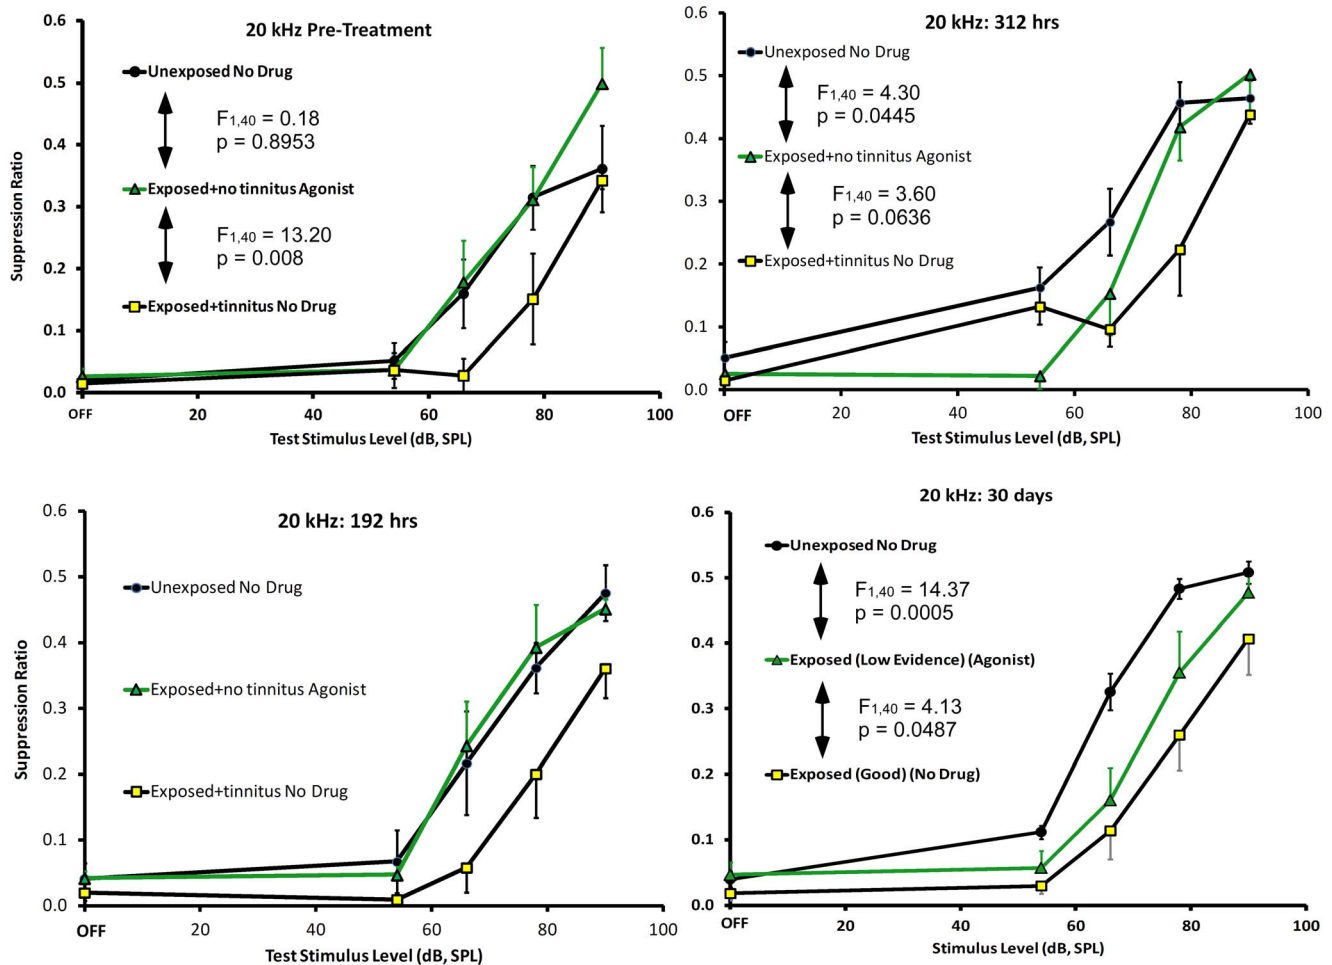 20 kHz Pre-Treatment
Suppression Ratio
0.6
0.5
0.4
0.3
0.2
0.1
0.0
Unexposed No Drug
F1,40 = 0.18
p = 0.8953
Exposed+no tinnitus Agonist
F1,40 = 13.20
p = 0.008
Exposed+tinnitus No Drug
OFF 20 40 60 80 100
Test Stimulus Level (dB, SPL)
20 kHz: 312 hrs
0.6
0.5
0.4
0.3
0.2
0.1
0.0
Unexposed No Drug
F1,40 = 4.30
p = 0.0445
Exposed+no tinnitus Agonist
F1,40 = 3.60
p = 0.0636
Exposed+tinnitus No Drug
OFF 20 40 60 80 100
Test Stimulus Level (dB, SPL)
20 kHz: 192 hrs
Suppression Ratio
0.6
0.5
0.4
0.3
0.2
0.1
0.0
Unexposed No Drug
Exposed+no tinnitus Agonist
Exposed+tinnitus No Drug
OFF 20 40 60 80 100
Test Stimulus Level (dB, SPL)
20 kHz: 30 days
0.6
0.5
0.4
0.3
0.2
0.1
0.0
Unexposed No Drug
F1,40 = 14.37
p = 0.0005
Exposed (Low Evidence) (Agonist)
F1,40 = 4.13
p = 0.0487
Exposed (Good) (No Drug)
OFF 20 40 60 80 100
Stimulus Level (dB, SPL)